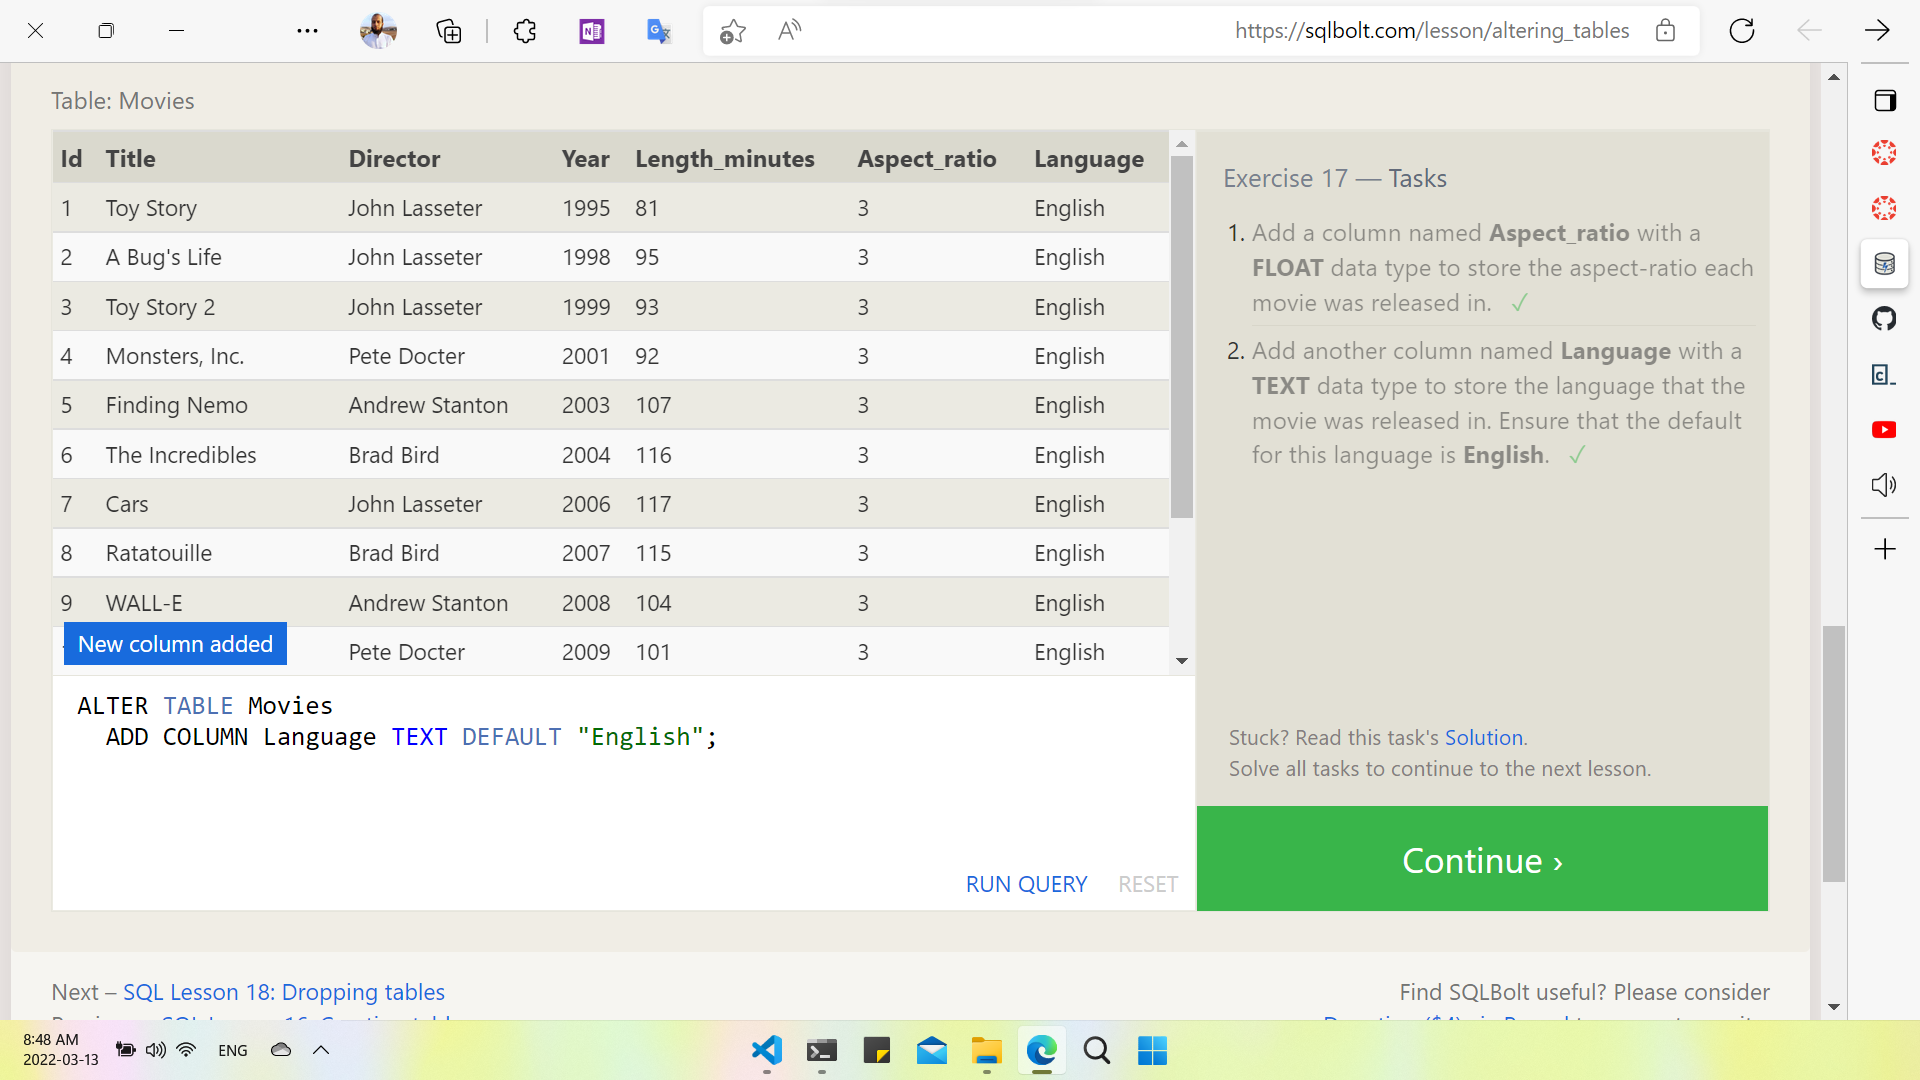 https://sqlbolt.com/lesson/altering_tables
Table: Movies
Id Title Director Year Length_minutes Aspect_ratio Language
1 Toy Story John Lasseter 1995 81 3 English
2 A Bug's Life John Lasseter 1998 95 3 English
3 Toy Story 2 John Lasseter 1999 93 3 English
4 Monsters, Inc. Pete Docter 2001 92 3 English
5 Finding Nemo Andrew Stanton 2003 107 3 English
6 The Incredibles Brad Bird 2004 116 3 English
7 Cars John Lasseter 2006 117 3 English
8 Ratatouille Brad Bird 2007 115 3 English
9 WALL-E Andrew Stanton 2008 104 3 English
Pete Docter 2009 101 3 English
New column added
ALTER TABLE Movies
ADD COLUMN Language TEXT DEFAULT "English";
RUN QUERY RESET
Exercise 17 — Tasks
1. Add a column named Aspect_ratio with a
FLOAT data type to store the aspect-ratio each
movie was released in. ✓
2. Add another column named Language with a
TEXT data type to store the language that the
movie was released in. Ensure that the default
for this language is English. ✓
Stuck? Read this task's Solution.
Solve all tasks to continue to the next lesson.
Continue ›
Next – SQL Lesson 18: Dropping tables
Find SQLBolt useful? Please consider
8:48 AM
2022-03-13
ENG